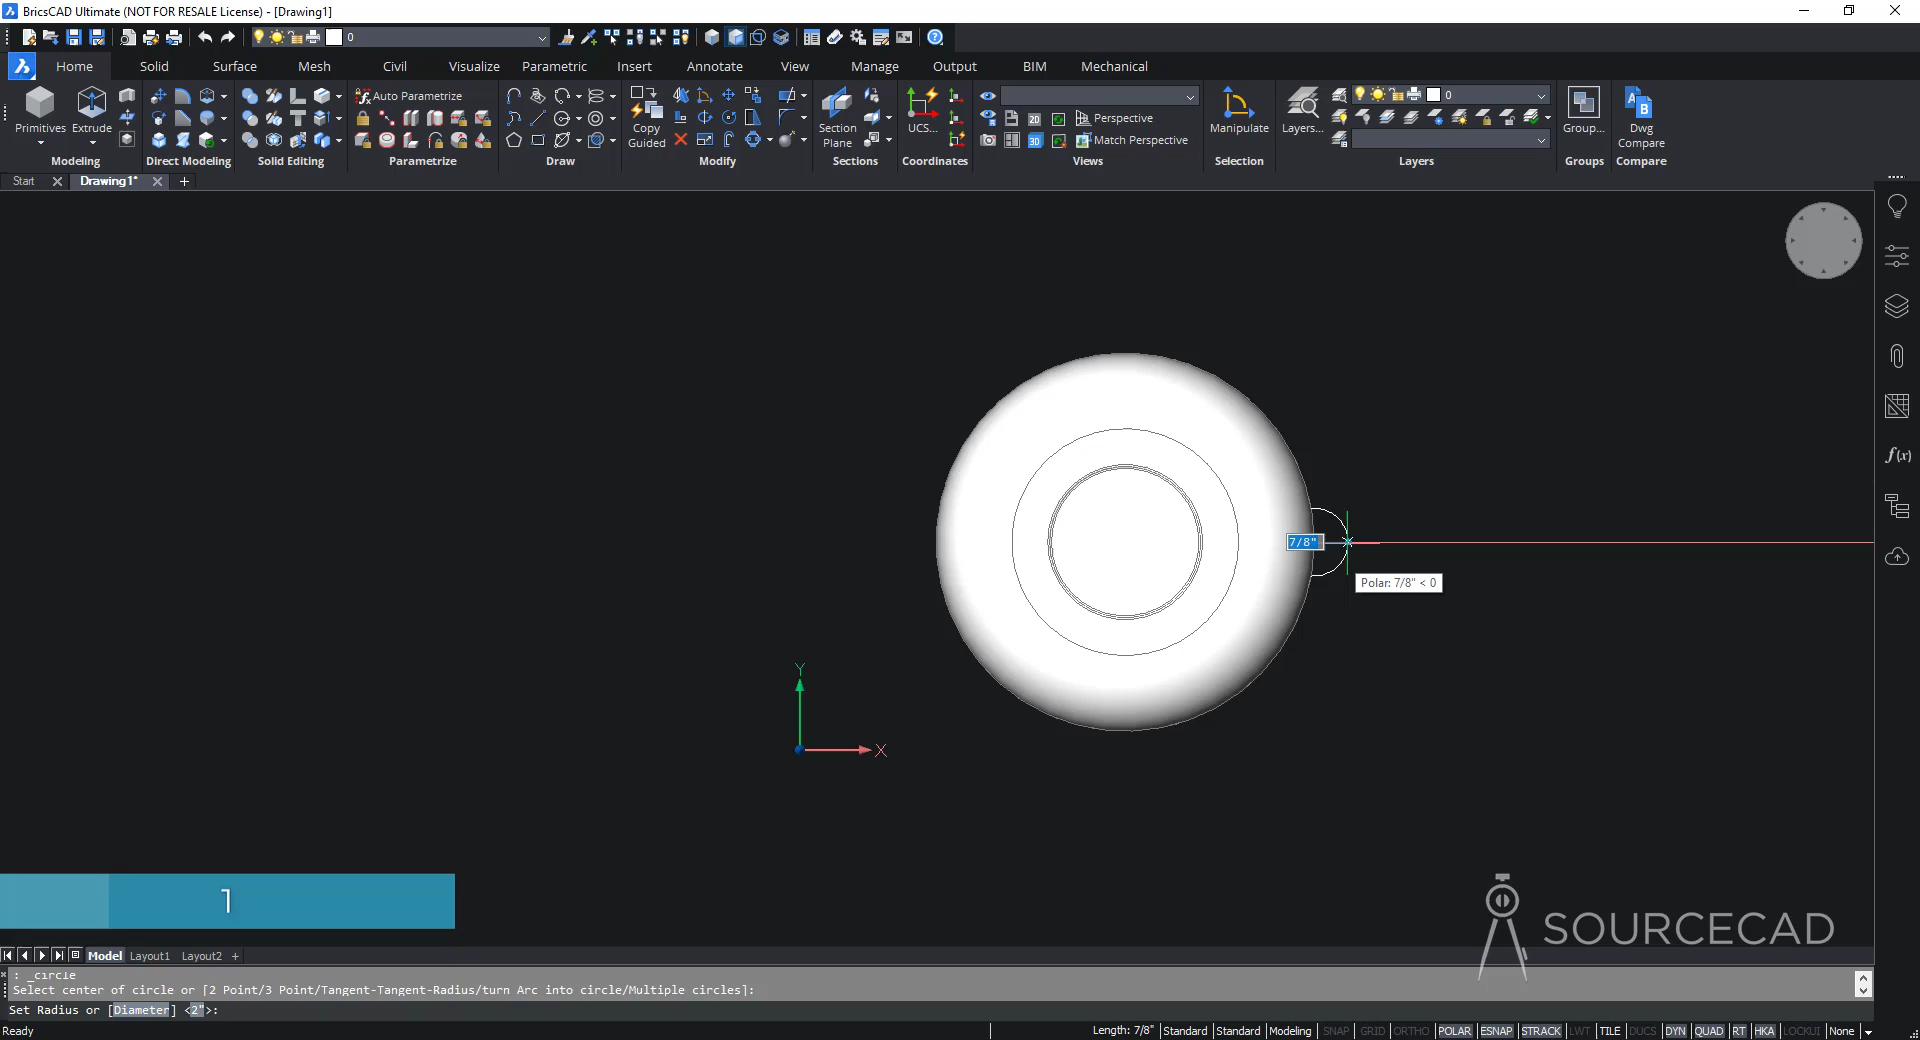 BricsCAD Ultimate (NOT FOR RESALE License) - [Drawing1]
0
Home Solid Surface Mesh Civil Visualize Parametric Insert Annotate View Manage Output BIM Mechanical
Auto Parametrize
0
Primitives Extrude
Copy
Guided
Section
Plane
UCS...
20
3D
Perspective
Match Perspective
Manipulate
Layers...
Group...
A
B
Dwg
Compare
Modeling Direct Modeling Solid Editing Parametrize Draw Modify Sections Coordinates Views Selection Layers Groups Compare
Start Drawing1*
f(x)
7/8"
Polar: 7/8" < 0
Y
X
1
SOURCECAD
Model Layout1 Layout2 +
: _circle
Select center of circle or [2 Point/3 Point/Tangent-Tangent-Radius/turn Arc into circle/Multiple circles]:
Set Radius or [Diameter] <2">:
Ready Length: 7/8" Standard Standard Modeling SNAP GRID ORTHO POLAR ESNAP STRACK LWT TILE DUCS DYN QUAD RT HKA LOCKUI None